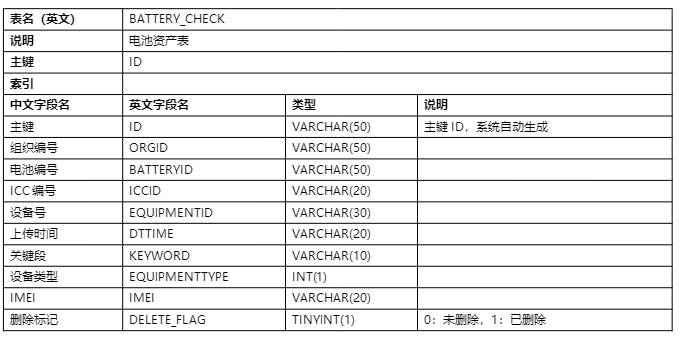 表名（英文） BATTERY_CHECK
说明 电池资产表
主键 ID
索引
中文字段名 英文字段名 类型 说明
主键 ID VARCHAR(50) 主键 ID，系统自动生成
组织编号 ORGID VARCHAR(50)
电池编号 BATTERYID VARCHAR(50)
ICC 编号 ICCID VARCHAR(20)
设备号 EQUIPMENTID VARCHAR(30)
上传时间 DTTIME VARCHAR(20)
关键段 KEYWORD VARCHAR(10)
设备类型 EQUIPMENTTYPE INT(1)
IMEI IMEI VARCHAR(20)
删除标记 DELETE_FLAG TINYINT(1) 0：未删除，1：已删除